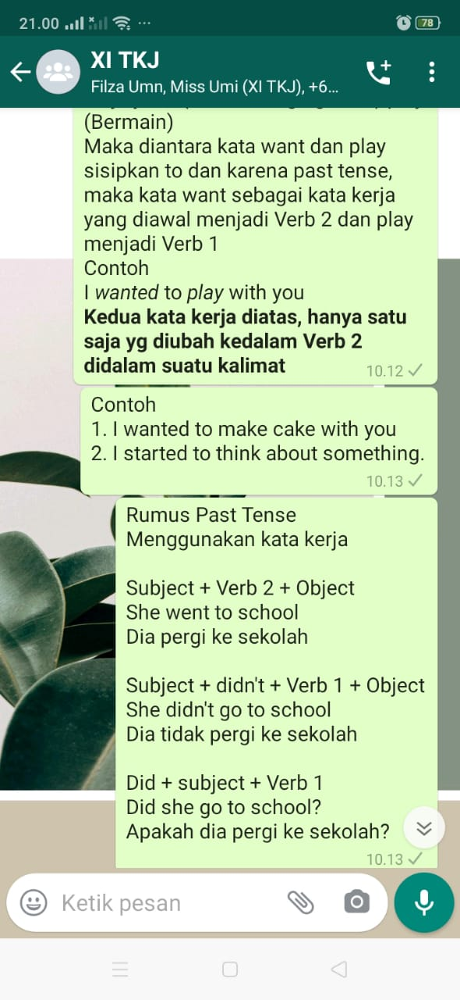 21.00
78
XI TKJ
Filza Umn, Miss Umi (XI TKJ), +6...
(Bermain)
Maka diantara kata want dan play
sisipkan to dan karena past tense,
maka kata want sebagai kata kerja
yang diawal menjadi Verb 2 dan play
menjadi Verb 1
Contoh
I wanted to play with you
Kedua kata kerja diatas, hanya satu
saja yg diubah kedalam Verb 2
didalam suatu kalimat
10.12
Contoh
1. I wanted to make cake with you
2. I started to think about something.
10.13
Rumus Past Tense
Menggunakan kata kerja
Subject + Verb 2 + Object
She went to school
Dia pergi ke sekolah
Subject + didn't + Verb 1 + Object
She didn't go to school
Dia tidak pergi ke sekolah
Did + subject + Verb 1
Did she go to school?
Apakah dia pergi ke sekolah?
10.13
Ketik pesan